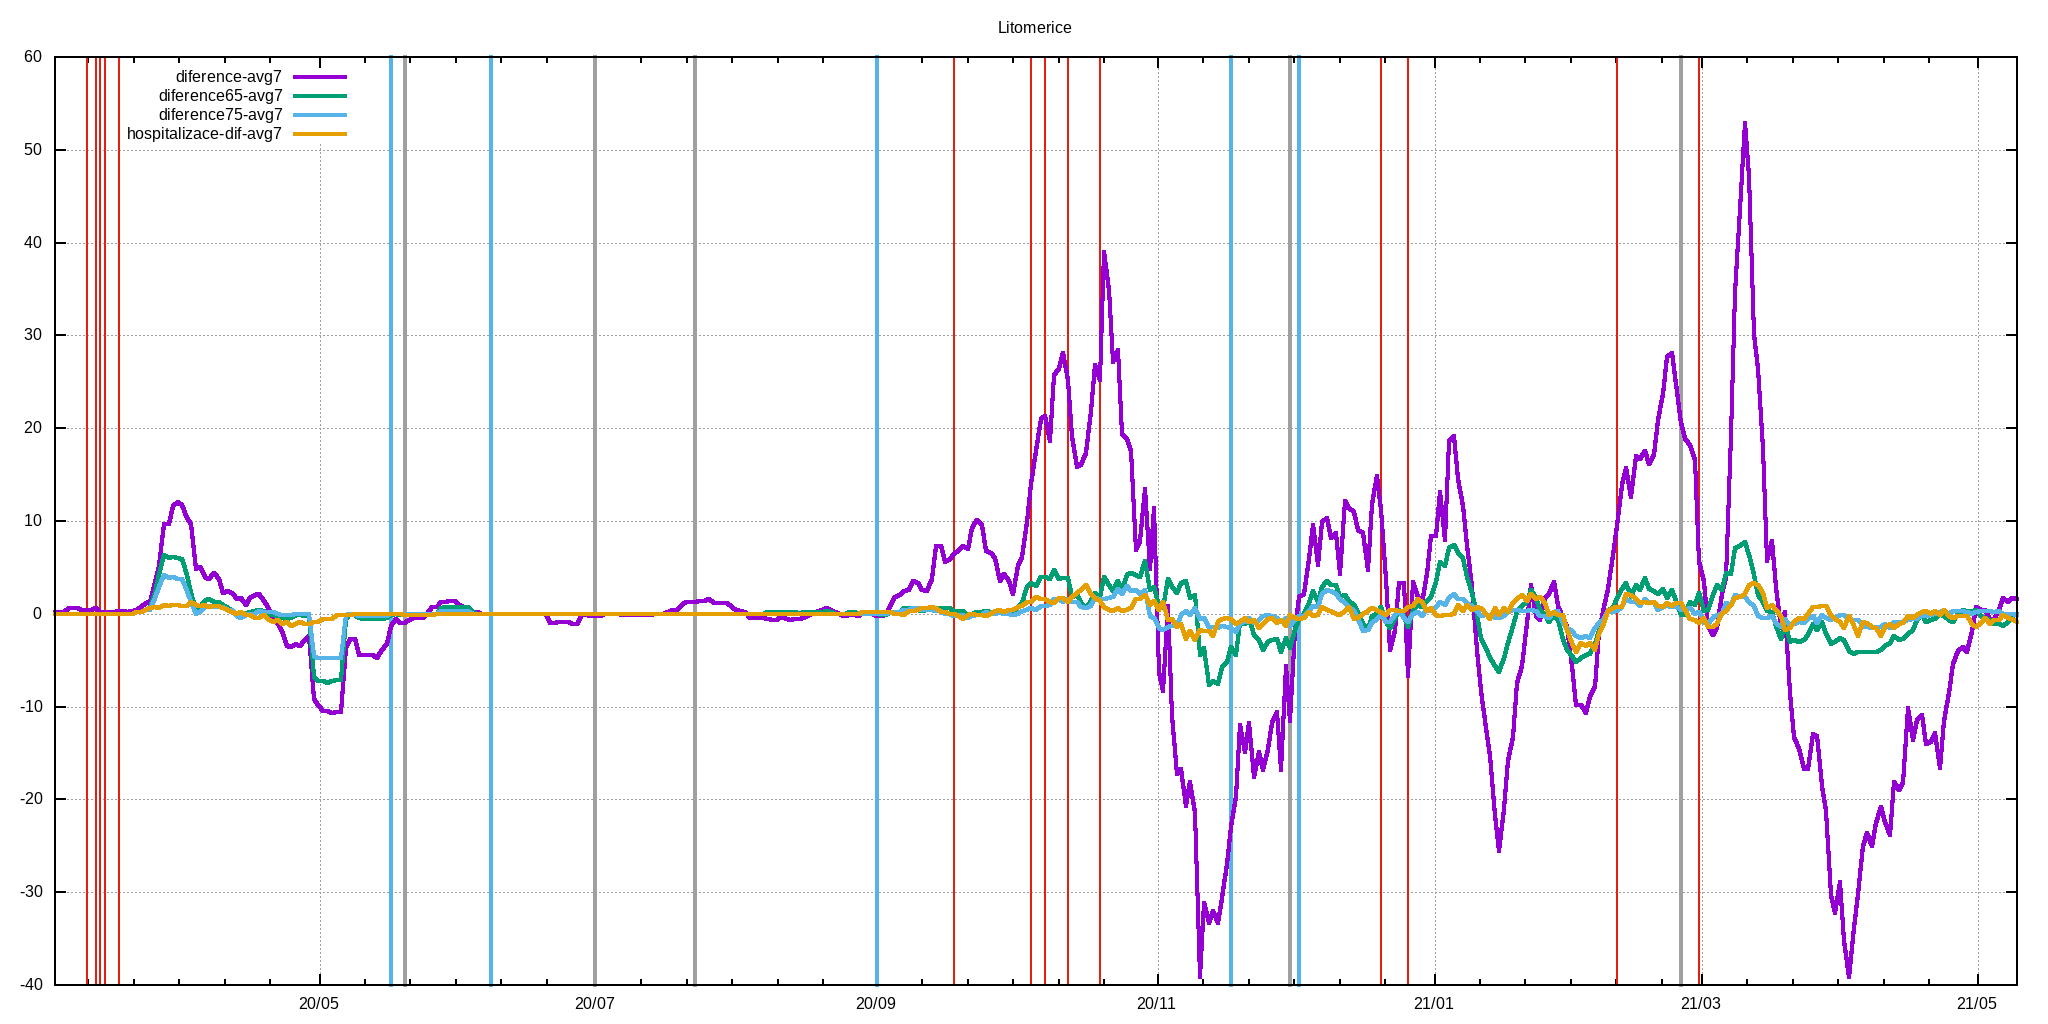 Litomerice
60
50
40
30
20
10
0
-10
-20
-30
-40
diference-avg7
diference65-avg7
diference75-avg7
hospitalizace-dif-avg7
20/05 20/07 20/09 20/11 21/01 21/03 21/05